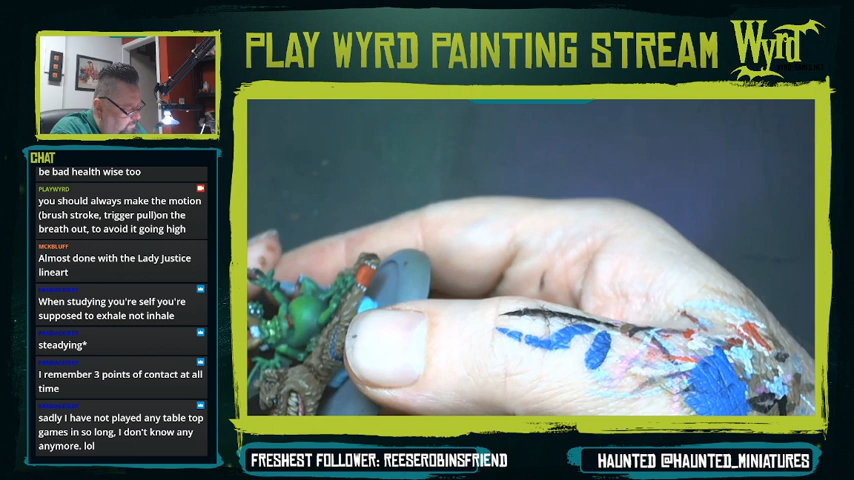 PLAY WYRD PAINTING STREAM
Wyrd
CHAT
be bad health wise too
PLAYWYRD
you should always make the motion
(brush stroke, trigger pull)on the
breath out, to avoid it going high
MCKBLUFF
Almost done with the Lady Justice
lineart
When studying you're self you're
supposed to exhale not inhale
steadying*
I remember 3 points of contact at all
time
sadly I have not played any table top
games in so long, I don't know any
anymore. lol
FRESHEST FOLLOWER: REESEROBINSFRIEND
HAUNTED @HAUNTED_MINIATURES